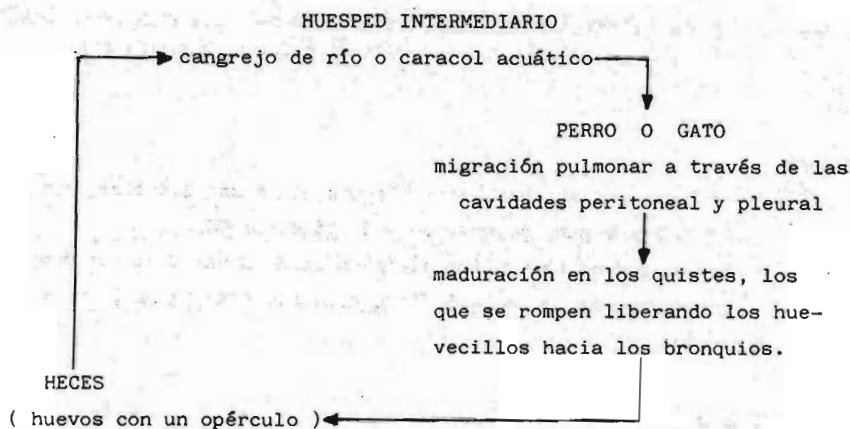 HUESPED INTERMEDIARIO
cangrejo de río o caracol acuático
PERRO O GATO
migración pulmonar a través de las
cavidades peritoneal y pleural
maduración en los quistes, los
que se rompen liberando los hue-
vecillos hacia los bronquios.
HECES
( huevos con un opérculo )